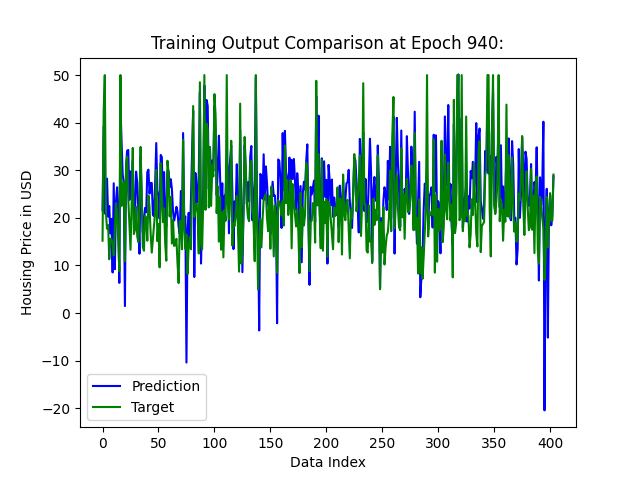 Training Output Comparison at Epoch 940:
Housing Price in USD
50
40
30
20
10
0
−10
−20
Prediction
Target
0 50 100 150 200 250 300 350 400
Data Index